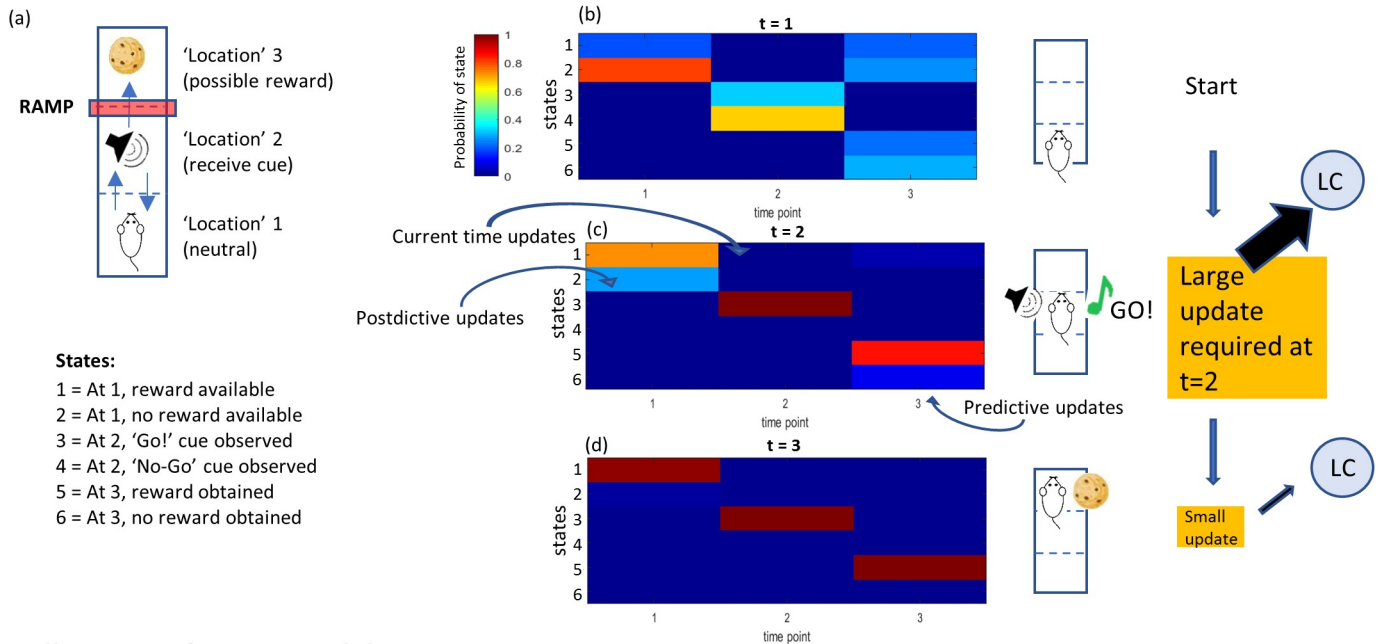 (a)
'Location' 3
(possible reward)
RAMP
'Location' 2
(receive cue)
'Location' 1
(neutral)
States:
1 = At 1, reward available
2 = At 1, no reward available
3 = At 2, 'Go!' cue observed
4 = At 2, 'No-Go' cue observed
5 = At 3, reward obtained
6 = At 3, no reward obtained
Probability of state
1
0.8
0.6
0.4
0.2
0
(b)
t = 1
states
1
2
3
4
5
6
1 2 3
time point
Current time updates
Postdictive updates
(c)
t = 2
states
1
2
3
4
5
6
1 2 3
time point
Predictive updates
(d)
t = 3
states
1
2
3
4
5
6
1 2 3
time point
GO!
Start
LC
Large
update
required at
t=2
LC
Small
update